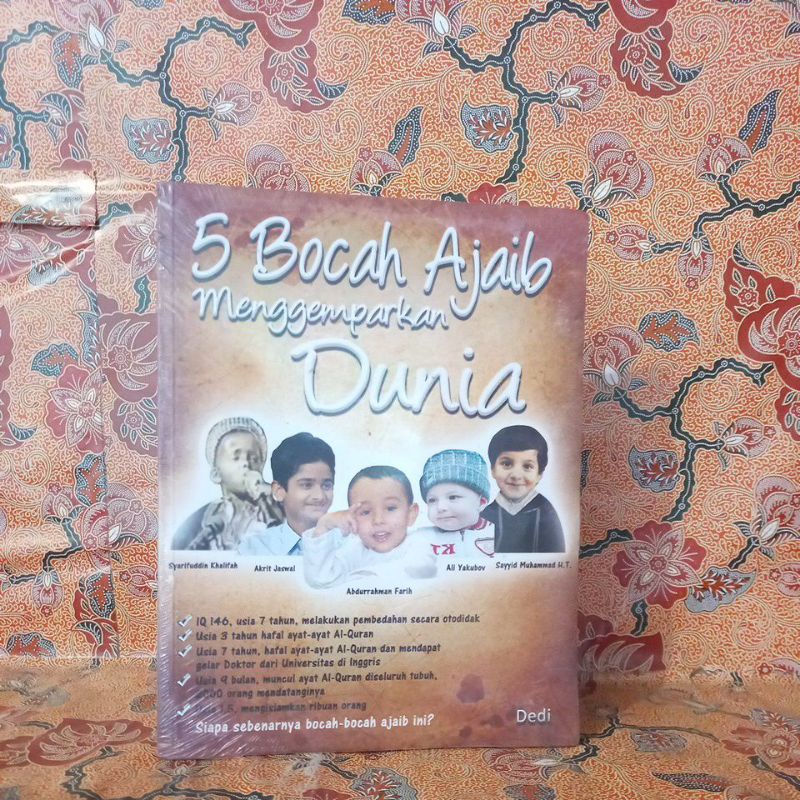 5 Bocah Ajaib
Menggemparkan
Dunia
Syarifuddin Khalifah
Akrit Jaswal
Abdurrahman Farih
Ali Yakubov
Sayyid Muhammad H.T.
IQ 146, usia 7 tahun, melakukan pembedahan secara otodidak
Usia 3 tahun hafal ayat-ayat Al-Quran
Usia 7 tahun, hafal ayat-ayat Al-Quran dan mendapat
gelar Doktor dari Universitas di Inggris
Usia 9 bulan, muncul ayat Al-Quran diseluruh tubuh,
2000 orang mendatanginya
1,5, mengislamkan ribuan orang
Siapa sebenarnya bocah-bocah ajaib ini?
Dedi